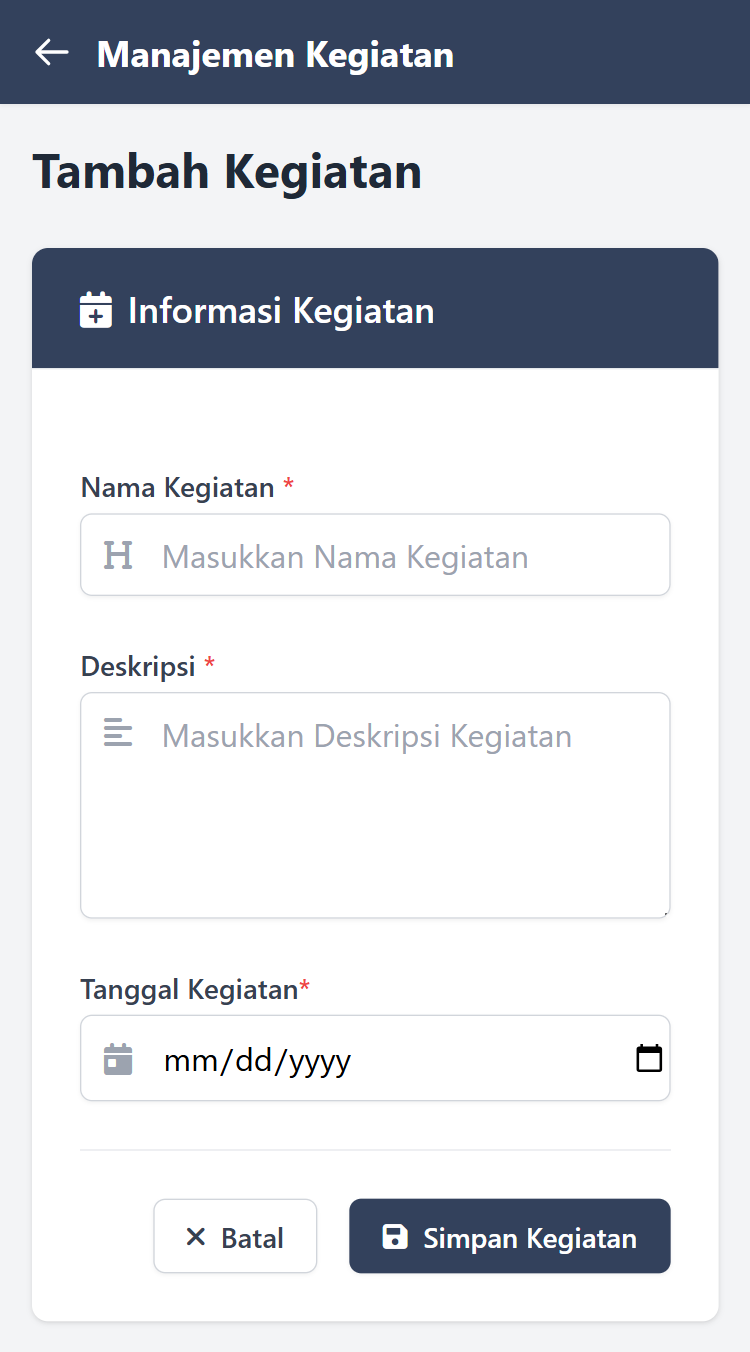 Manajemen Kegiatan
Tambah Kegiatan
Informasi Kegiatan
Nama Kegiatan *
Masukkan Nama Kegiatan
Deskripsi *
Masukkan Deskripsi Kegiatan
Tanggal Kegiatan*
mm/dd/yyyy
Batal
Simpan Kegiatan